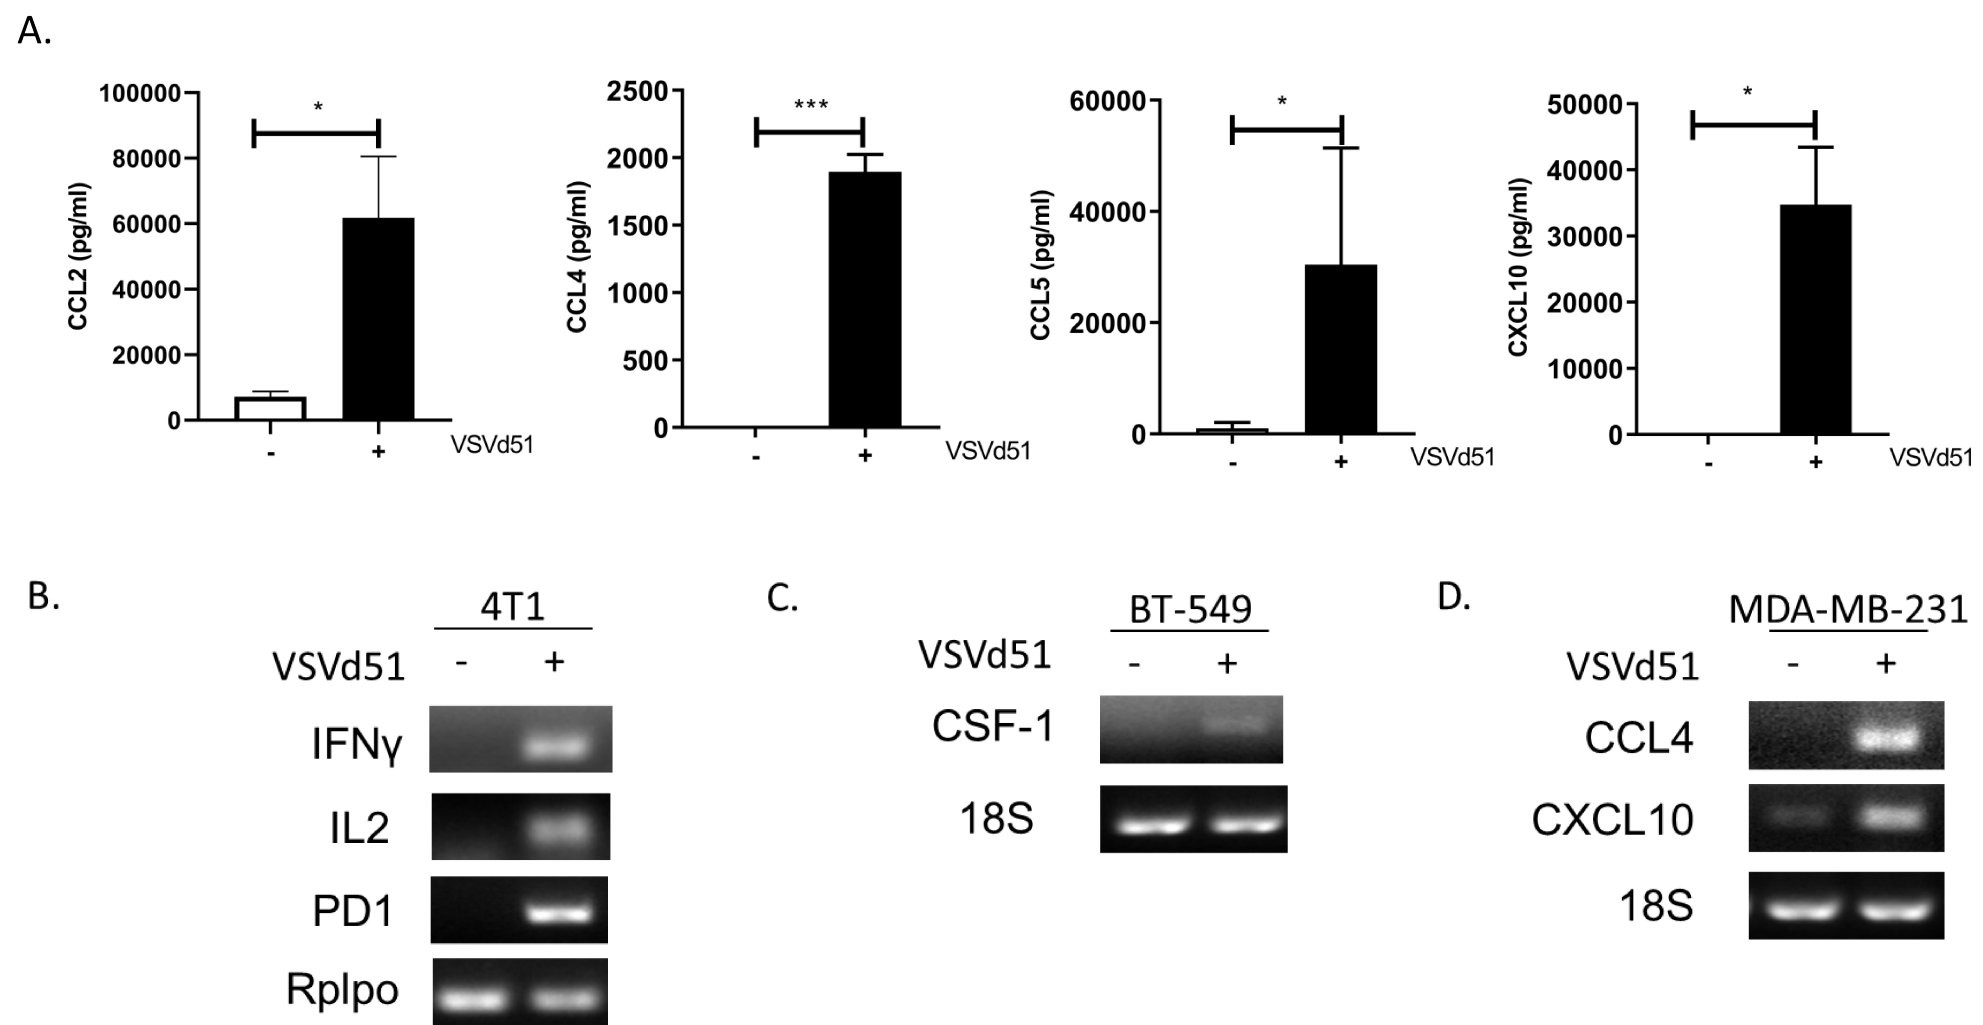 A.
100000
80000
60000
40000
20000
0
CCL2 (pg/ml)
*
-
+
VSVd51
2500
2000
1500
1000
500
0
CCL4 (pg/ml)
***
-
+
VSVd51
60000
40000
20000
0
CCL5 (pg/ml)
*
-
+
VSVd51
50000
40000
30000
20000
10000
0
CXCL10 (pg/ml)
*
-
+
VSVd51
B.
4T1
VSVd51 - +
IFNγ
IL2
PD1
Rplpo
C.
BT-549
VSVd51 - +
CSF-1
18S
D.
MDA-MB-231
VSVd51 - +
CCL4
CXCL10
18S